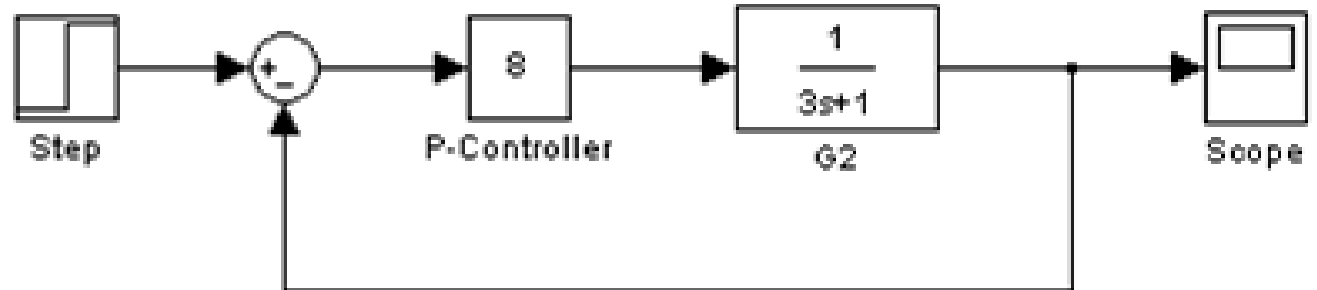 Step
+
−
8
P-Controller
1
3s+1
G2
Scope